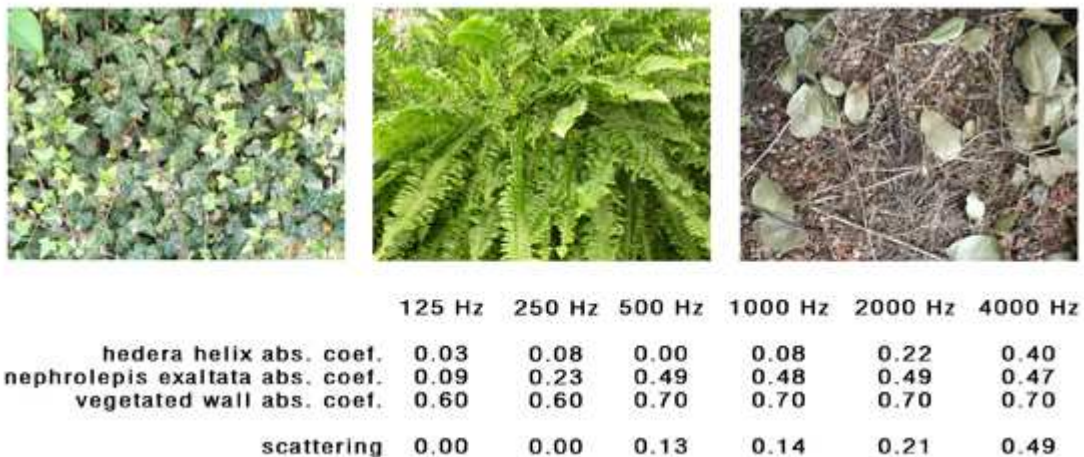 125 Hz 250 Hz 500 Hz 1000 Hz 2000 Hz 4000 Hz
hedera helix abs. coef. 0.03 0.08 0.00 0.08 0.22 0.40
nephrolepis exaltata abs. coef. 0.09 0.23 0.49 0.48 0.49 0.47
vegetated wall abs. coef. 0.60 0.60 0.70 0.70 0.70 0.70
scattering 0.00 0.00 0.13 0.14 0.21 0.49